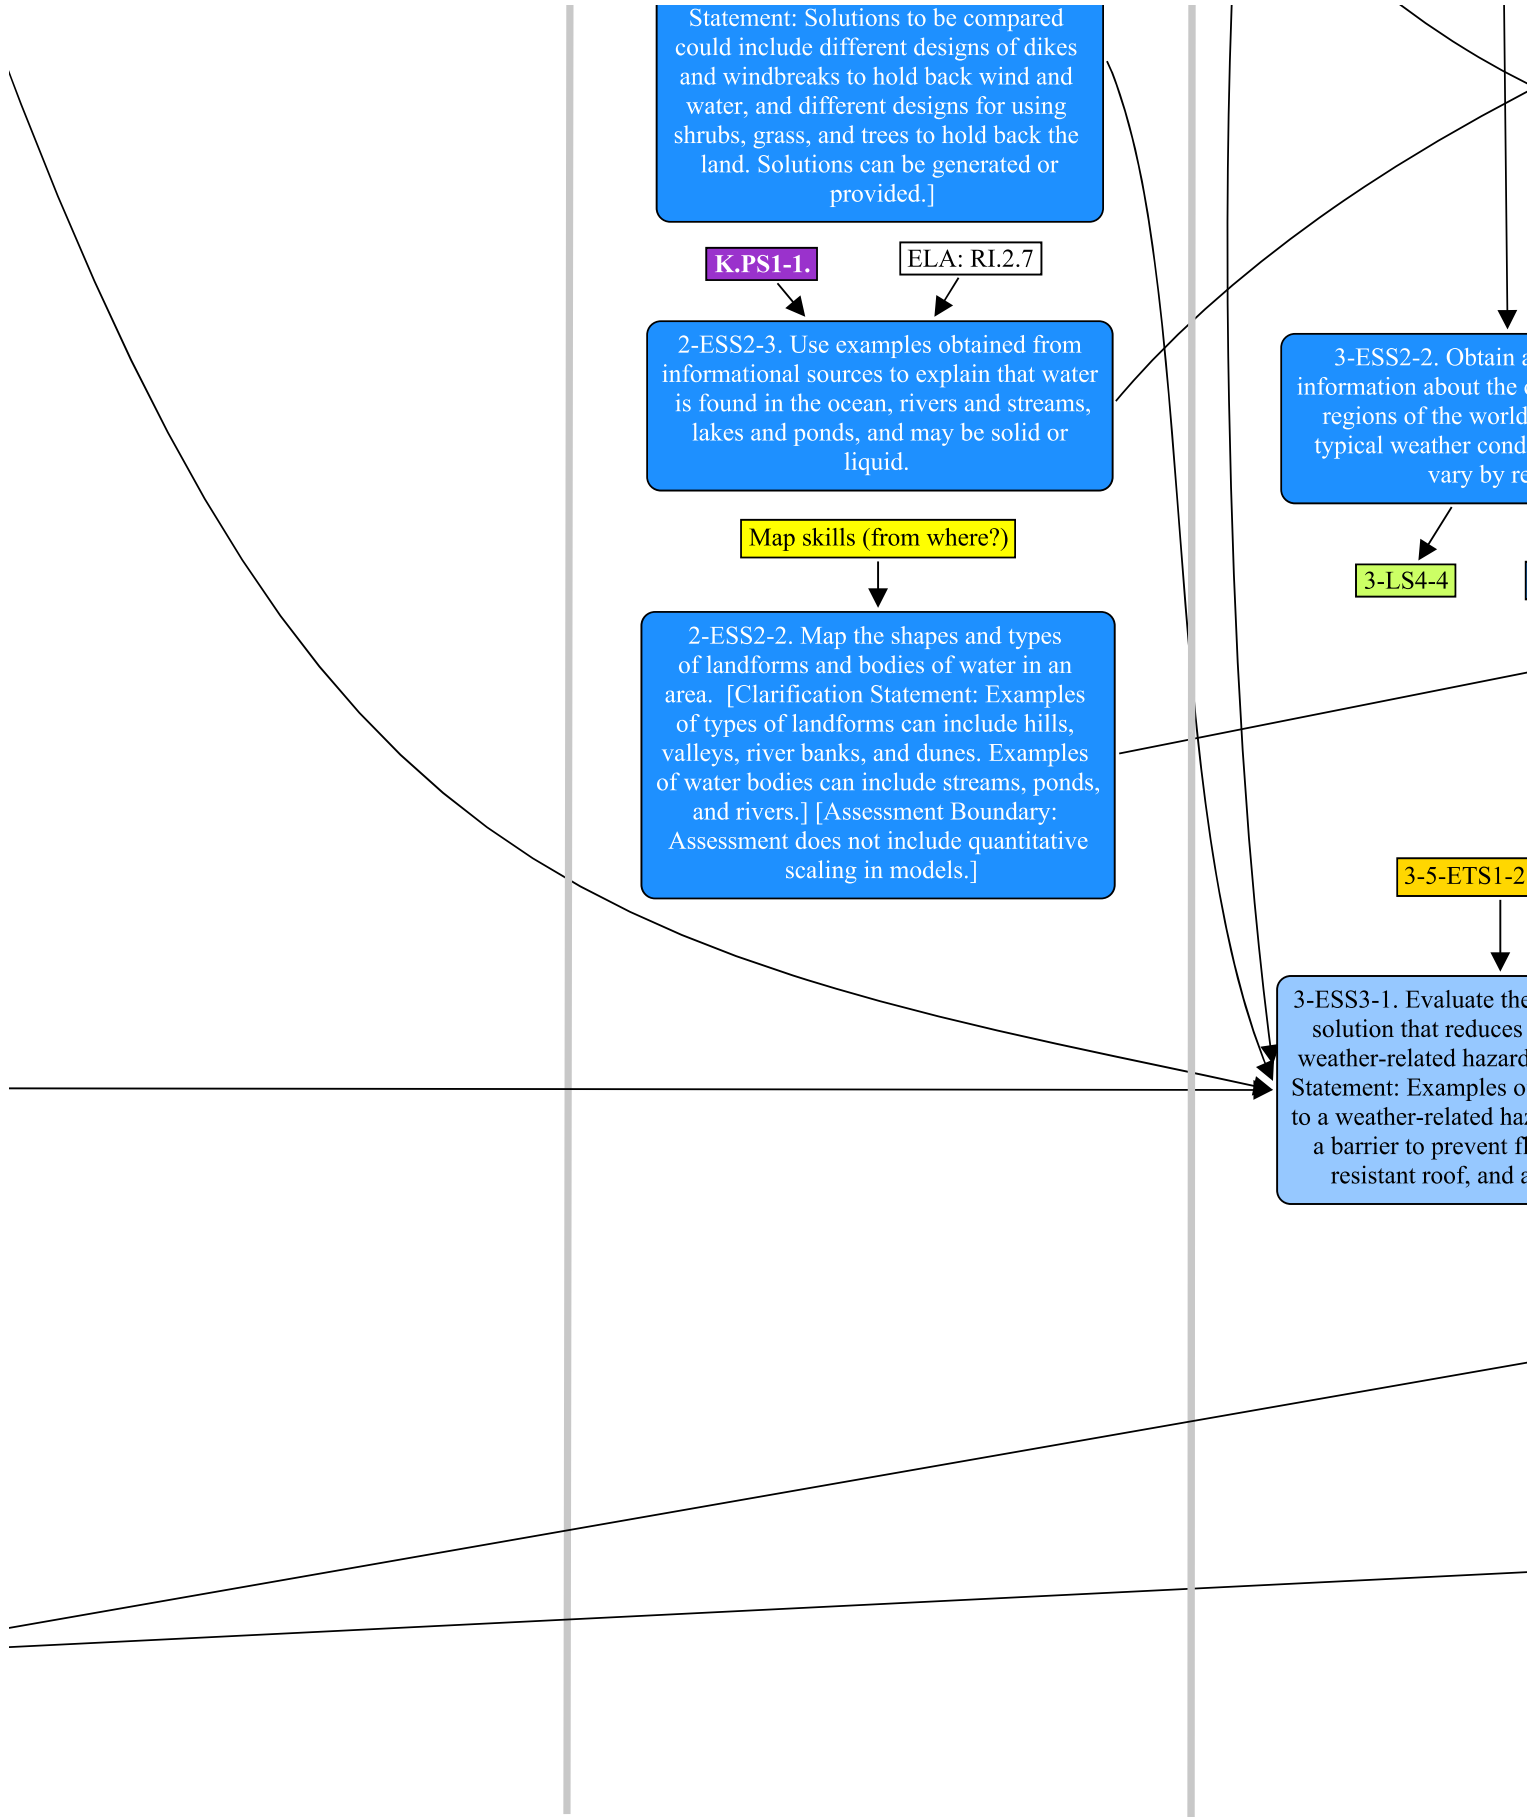 Statement: Solutions to be compared
could include different designs of dikes
and windbreaks to hold back wind and
water, and different designs for using
shrubs, grass, and trees to hold back the
land. Solutions can be generated or
provided.]
K.PS1-1.
ELA: RI.2.7
2-ESS2-3. Use examples obtained from
informational sources to explain that water
is found in the ocean, rivers and streams,
lakes and ponds, and may be solid or
liquid.
Map skills (from where?)
2-ESS2-2. Map the shapes and types
of landforms and bodies of water in an
area.  [Clarification Statement: Examples
of types of landforms can include hills,
valleys, river banks, and dunes. Examples
of water bodies can include streams, ponds,
and rivers.] [Assessment Boundary:
Assessment does not include quantitative
scaling in models.]
3-ESS2-2. Obtain
information about the
regions of the world
typical weather
vary by
3-LS4-4
3-5-ETS1-2
3-ESS3-1. Evaluate the
solution that reduces
weather-related
Statement: Examples
to a weather-related
a barrier to prevent
resistant roof, and